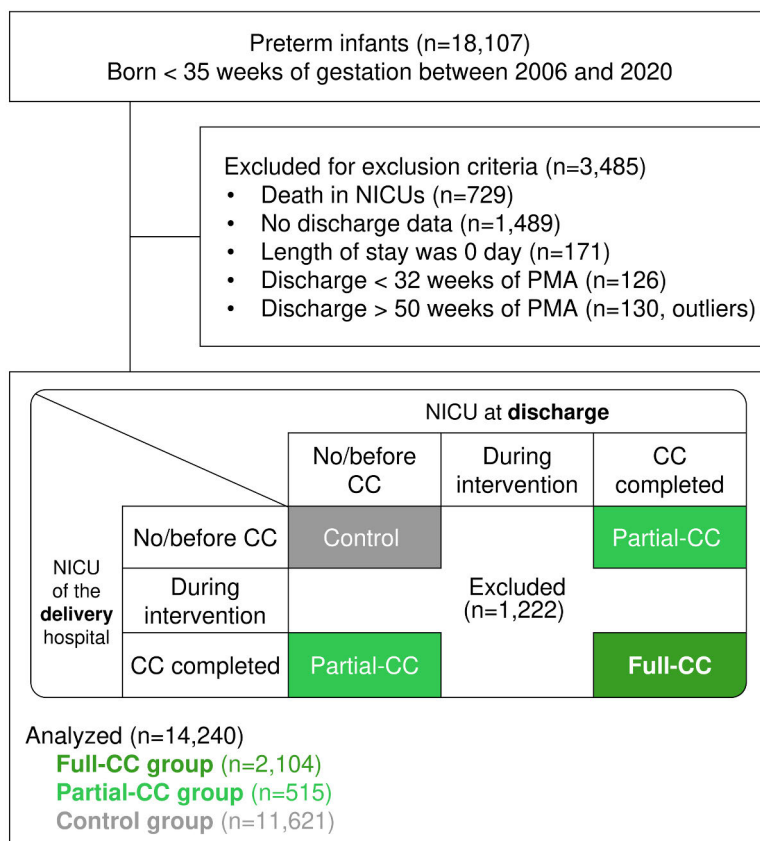 Preterm infants (n=18,107)
Born < 35 weeks of gestation between 2006 and 2020
Excluded for exclusion criteria (n=3,485)
• Death in NICUs (n=729)
• No discharge data (n=1,489)
• Length of stay was 0 day (n=171)
• Discharge < 32 weeks of PMA (n=126)
• Discharge > 50 weeks of PMA (n=130, outliers)
NICU at discharge
No/before CC
During intervention
CC completed
NICU of the delivery hospital
No/before CC
Control
Partial-CC
During intervention
Excluded
(n=1,222)
CC completed
Partial-CC
Full-CC
Analyzed (n=14,240)
Full-CC group (n=2,104)
Partial-CC group (n=515)
Control group (n=11,621)